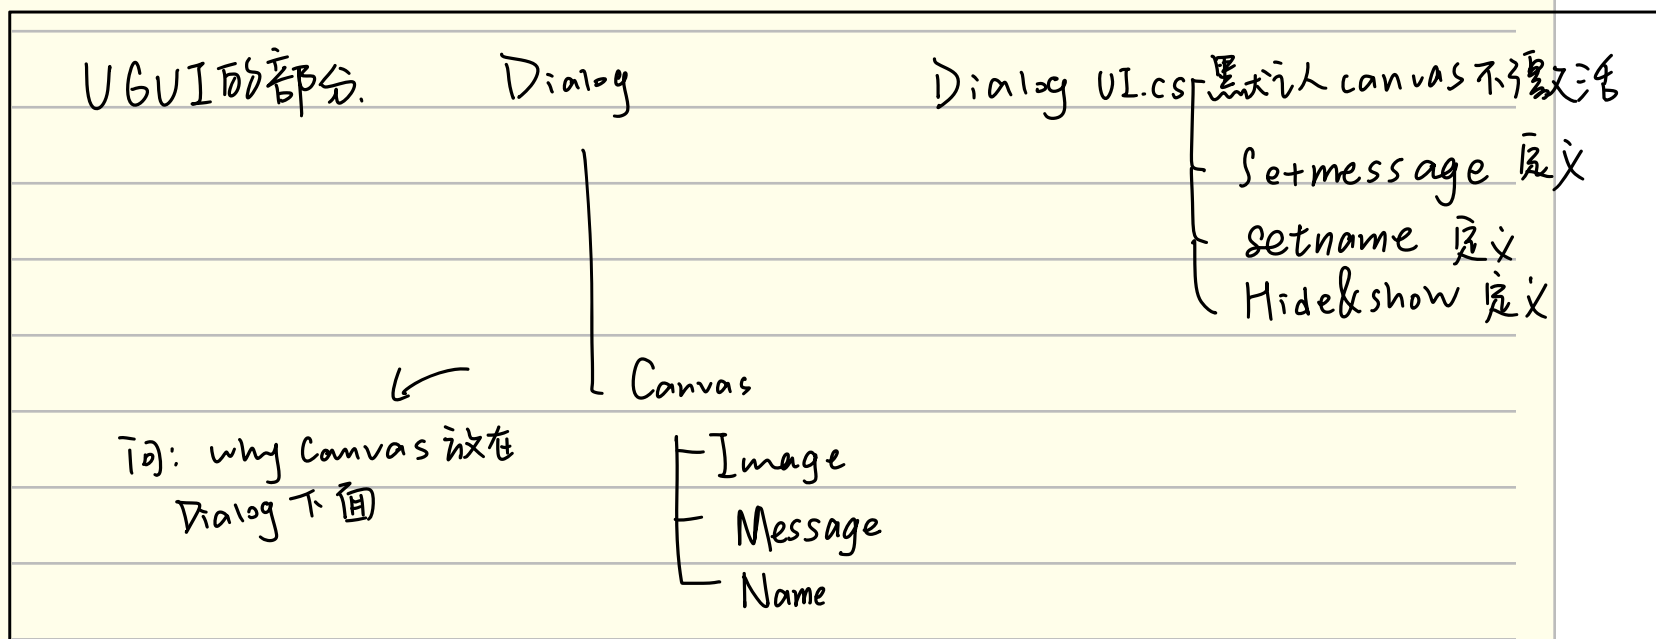 UGUI的部分. Dialog Dialog UI.cs 默认canvas不激活
Setmessage 定义
setname 定义
Hide&show 定义
Canvas
问: why Canvas 放在
Dialog 下面
Image
Message
Name